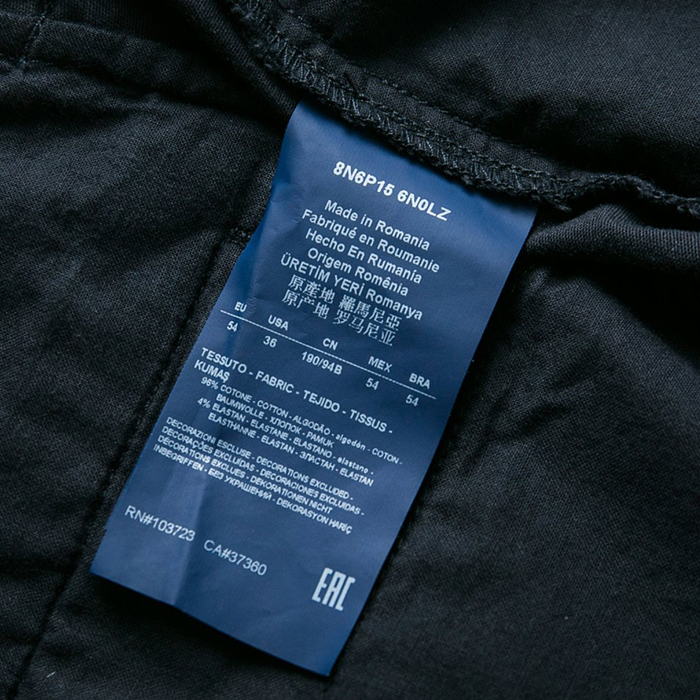 8N6P15 6N0LZ
Made in Romania
Fabriqué en Roumanie
Hecho En Rumania
Origem Romênia
ÜRETİM YERİ Romanya
原產地 羅馬尼亞
原产地 罗马尼亚
EU USA CN MEX BRA
54 36 190/94B 54 54
TESSUTO - FABRIC - TEJIDO - TISSUS -
KUMAŞ
96% COTONE - COTTON - ALGODÃO - algodón - COTON -
BAUMWOLLE - ХЛОПОК - PAMUK
4% ELASTAN - ELASTANE - ELASTANO - elastano -
ELASTHANNE - ELASTAN - ЭЛАСТАН - ELASTAN
DECORAZIONI ESCLUSE - DECORATIONS EXCLUDED -
DECORAÇÕES EXCLUÍDAS - DECORACIONES EXCLUIDAS -
DÉCORATIONS EXCLUES - DEKORATIONEN NICHT
INBEGRIFFEN - БЕЗ УКРАШЕНИЙ - DEKORASYON HARİÇ
RN#103723 CA#37360
EAC